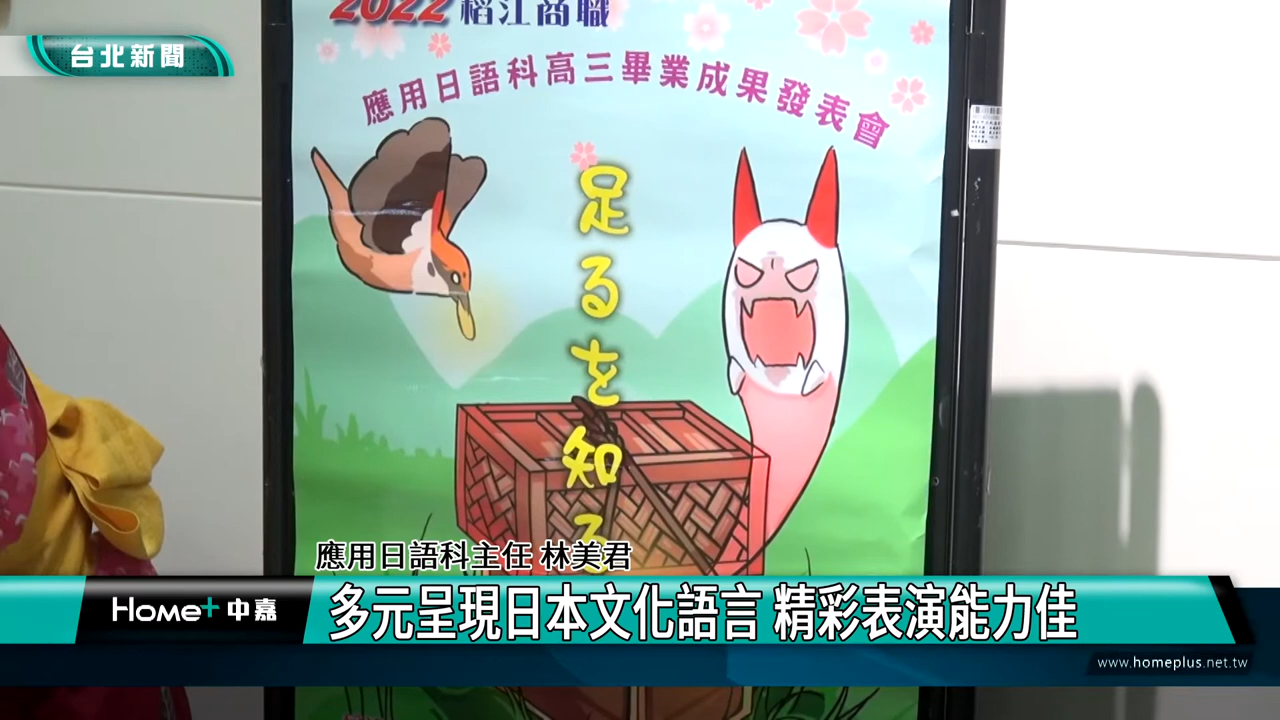 2022 稻江商職
台北新聞
應用日語科高三畢業成果發表會
足るを知る
應用日語科主任 林美君
Home+ 中嘉
多元呈現日本文化語言 精彩表演能力佳
www.homeplus.net.tw